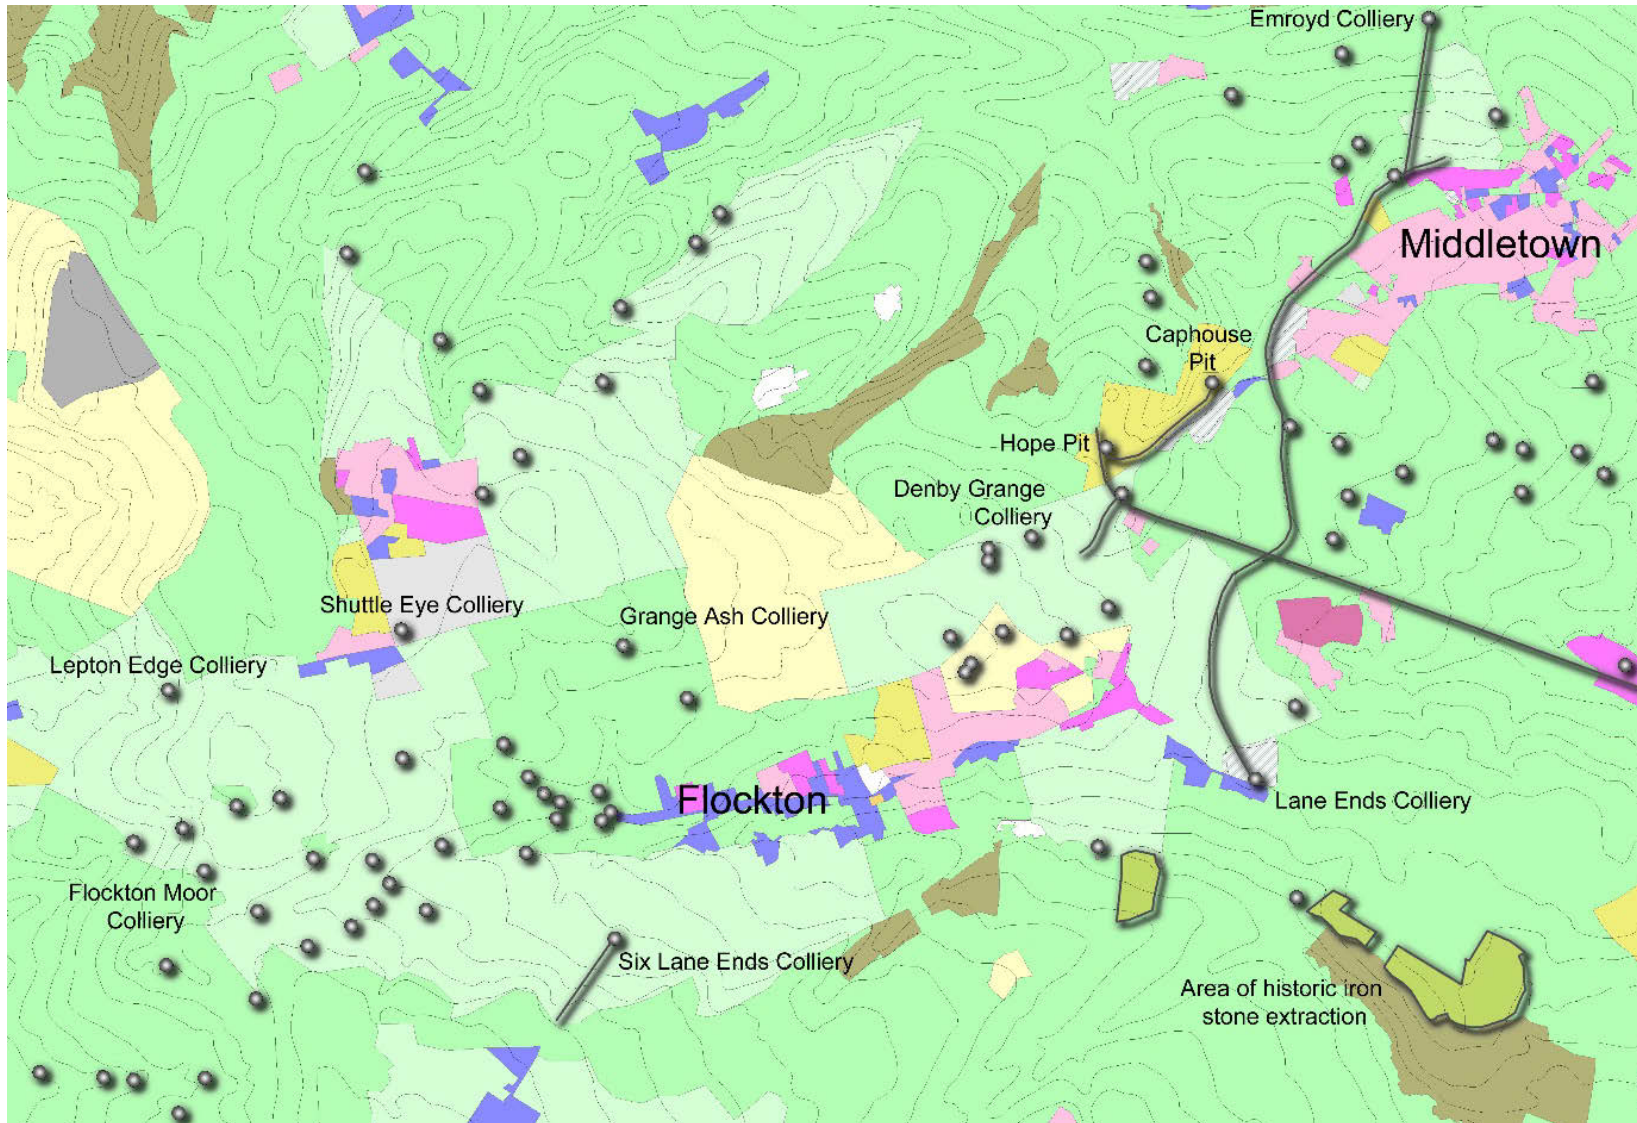 Emroyd Colliery
Middletown
Caphouse
Pit
Hope Pit
Denby Grange
Colliery
Shuttle Eye Colliery
Grange Ash Colliery
Lepton Edge Colliery
Flockton
Lane Ends Colliery
Flockton Moor
Colliery
Six Lane Ends Colliery
Area of historic iron
stone extraction